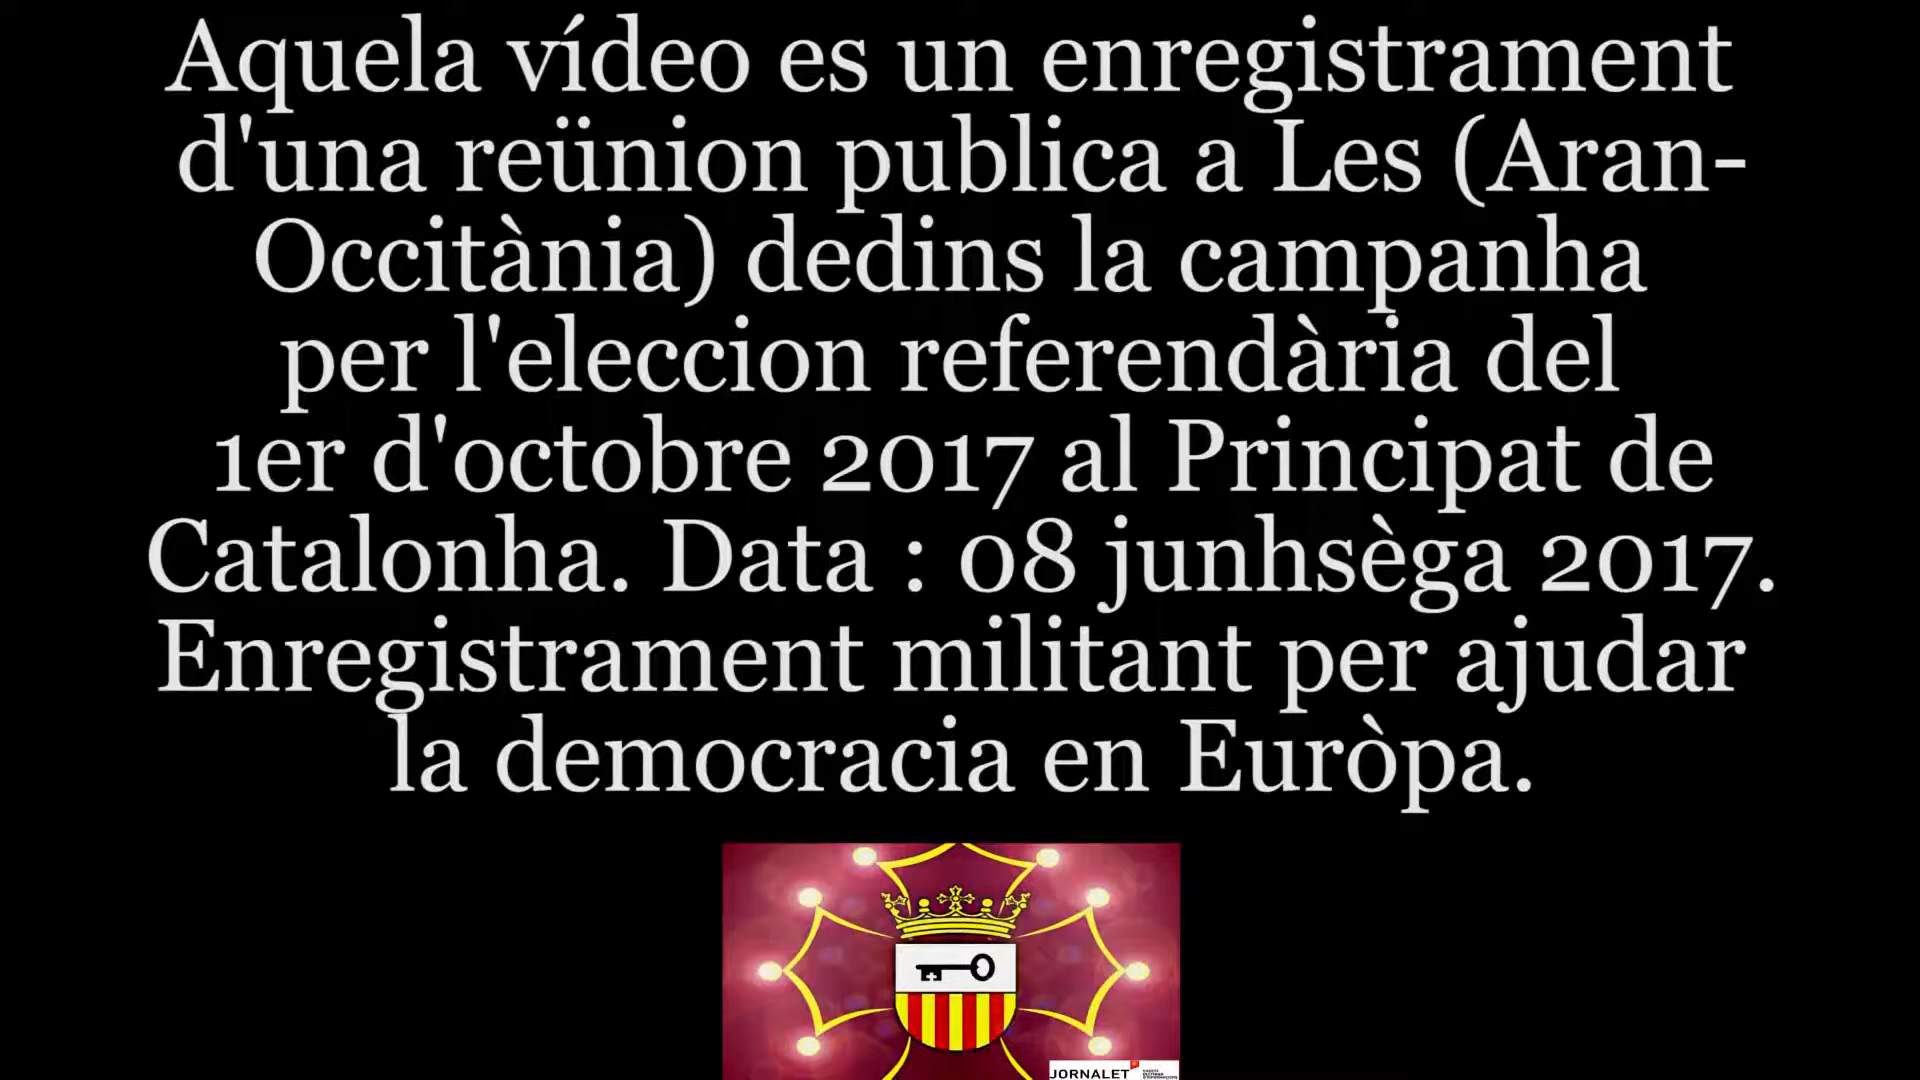 Aquela vídeo es un enregistrament
d'una reünion publica a Les (Aran-
Occitània) dedins la campanha
per l'eleccion referendària del
1er d'octobre 2017 al Principat de
Catalonha. Data : 08 junhsèga 2017.
Enregistrament militant per ajudar
la democracia en Euròpa.
JORNALET